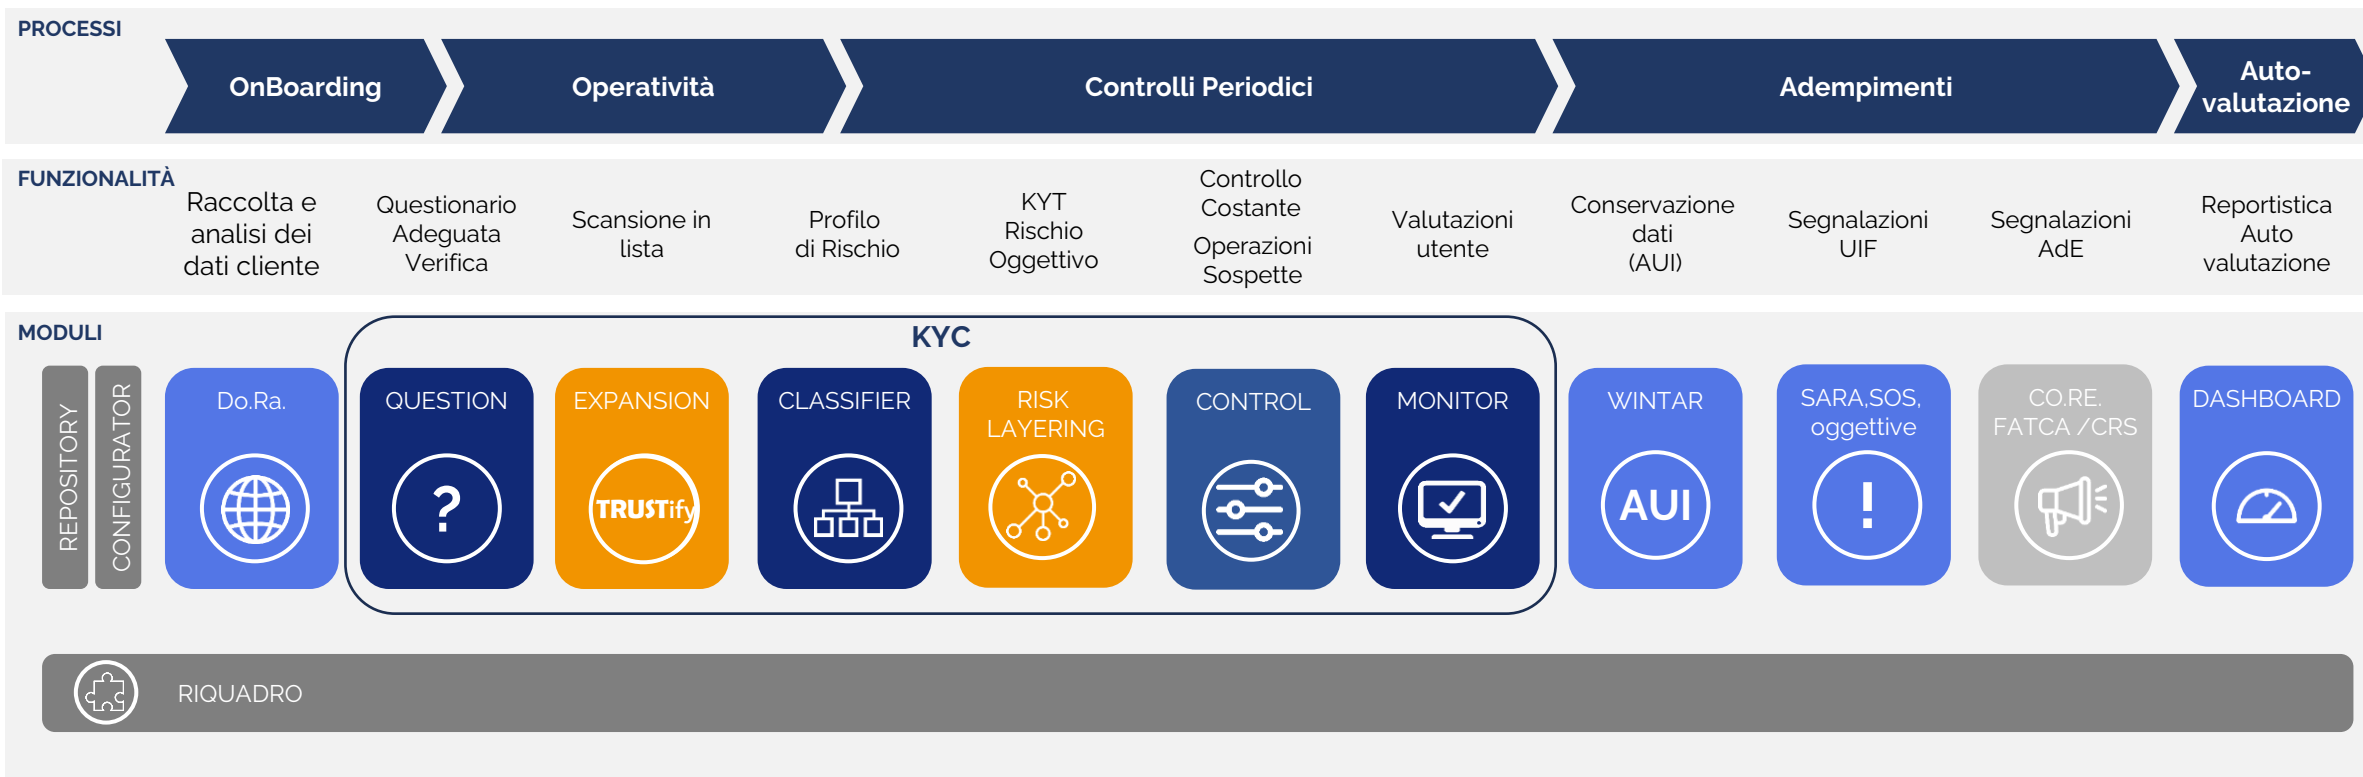 PROCESSI
OnBoarding
Operatività
Controlli Periodici
Adempimenti
Auto-
valutazione
FUNZIONALITÀ
Raccolta e
analisi dei
dati cliente
Questionario
Adeguata
Verifica
Scansione in
lista
Profilo
di Rischio
KYT
Rischio
Oggettivo
Controllo
Costante
Operazioni
Sospette
Valutazioni
utente
Conservazione
dati
(AUI)
Segnalazioni
UIF
Segnalazioni
AdE
Reportistica
Auto
valutazione
MODULI
KYC
REPOSITORY
CONFIGURATOR
Do.Ra.
QUESTION
?
EXPANSION
TRUSTify
CLASSIFIER
RISK
LAYERING
CONTROL
MONITOR
WINTAR
AUI
SARA,SOS,
oggettive
!
CO.RE.
FATCA /CRS
DASHBOARD
RIQUADRO